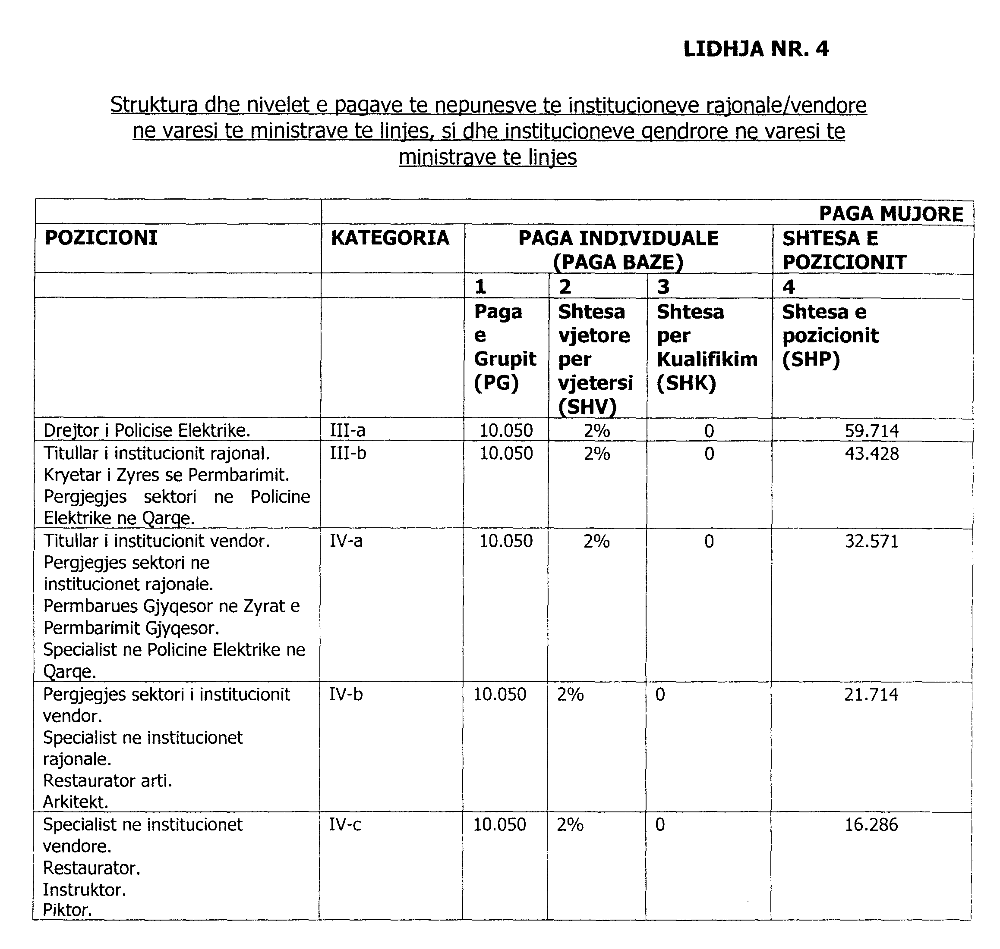 LIDHJA NR. 4
Struktura dhe nivelet e pagave te nepunesve te institucioneve rajonale/vendore
ne varesi te ministrave te linjes, si dhe institucioneve qendrore ne varesi te
ministrave te linjes
PAGA MUJORE
POZICIONI KATEGORIA PAGA INDIVIDUALE SHTESA E
(PAGA BAZE) POZICIONIT
1 2 3 4
Paga Shtesa Shtesa Shtesa e
e vjetore per pozicionit
Grupit per Kualifikim (SHP)
(PG) vjetersi (SHK)
(SHV)
Drejtor i Policise Elektrike. III-a 10.050 2% 0 59.714
Titullar i institucionit rajonal. III-b 10.050 2% 0 43.428
Kryetar i Zyres se Permbarimit.
Pergjegjes sektori ne Policine
Elektrike ne Qarqe.
Titullar i institucionit vendor. IV-a 10.050 2% 0 32.571
Pergjegjes sektori ne
institucionet rajonale.
Permbarues Gjyqesor ne Zyrat e
Permbarimit Gjyqesor.
Specialist ne Policine Elektrike ne
Qarqe.
Pergjegjes sektori i institucionit IV-b 10.050 2% 0 21.714
vendor.
Specialist ne institucionet
rajonale.
Restaurator arti.
Arkitekt.
Specialist ne institucionet IV-c 10.050 2% 0 16.286
vendore.
Restaurator.
Instruktor.
Piktor.